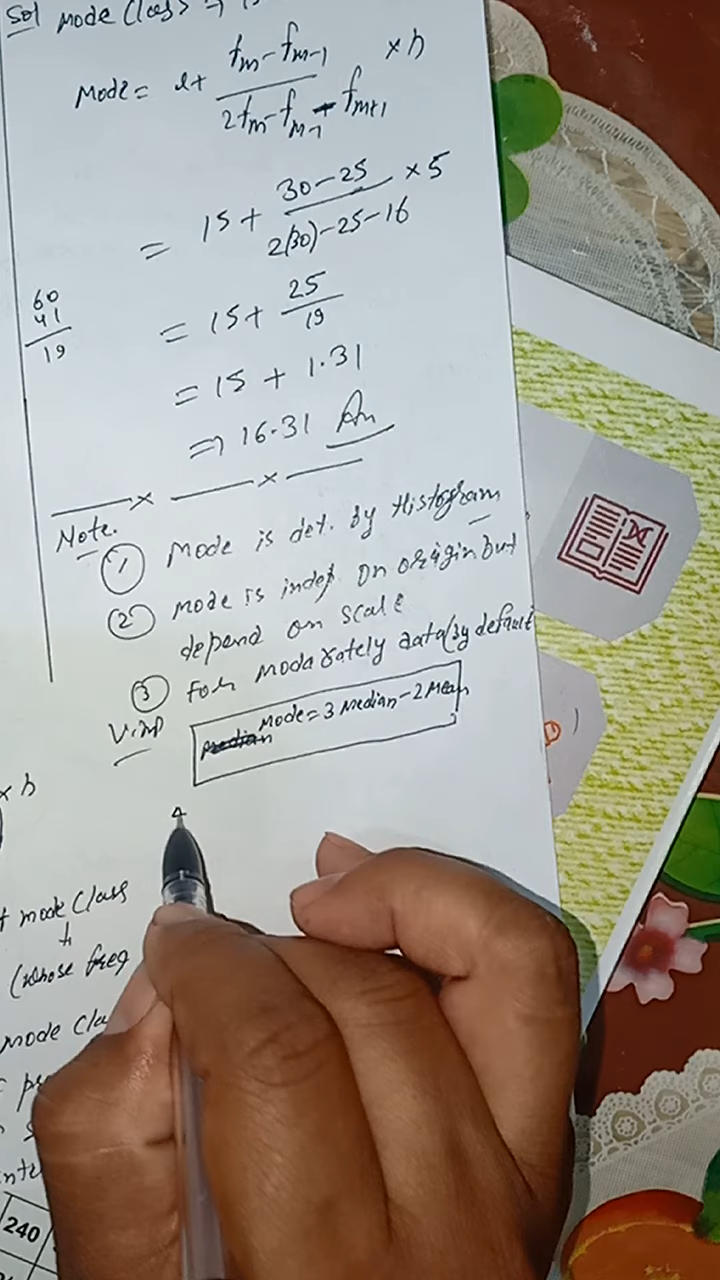 Sol Mode Class →
Mode = l + fm - fm-1 / 2fm - fm-1 - fm+1 × h
= 15 + 30 - 25 / 2(30) - 25 - 16 × 5
60
41
19
= 15 + 25 / 19
= 15 + 1.31
⇒ 16.31 An
Note.
① Mode is det. by Histogram
② mode is indep on origin but
depend on scale
③ For modarately data (by default
V.imp
Mode = 3 Median - 2 Mean
× h
mode Class
(whose freq
mode Cla
240